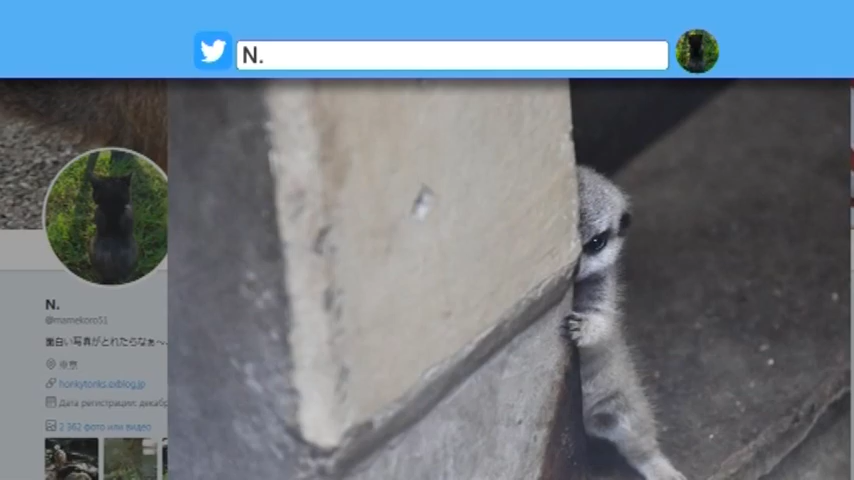 N.
N.
@mamekoro51
面白い写真がとれたらなぁ～
東京
honkytonks.exblog.jp
Дата регистрации: декабр
2 362 фото или видео